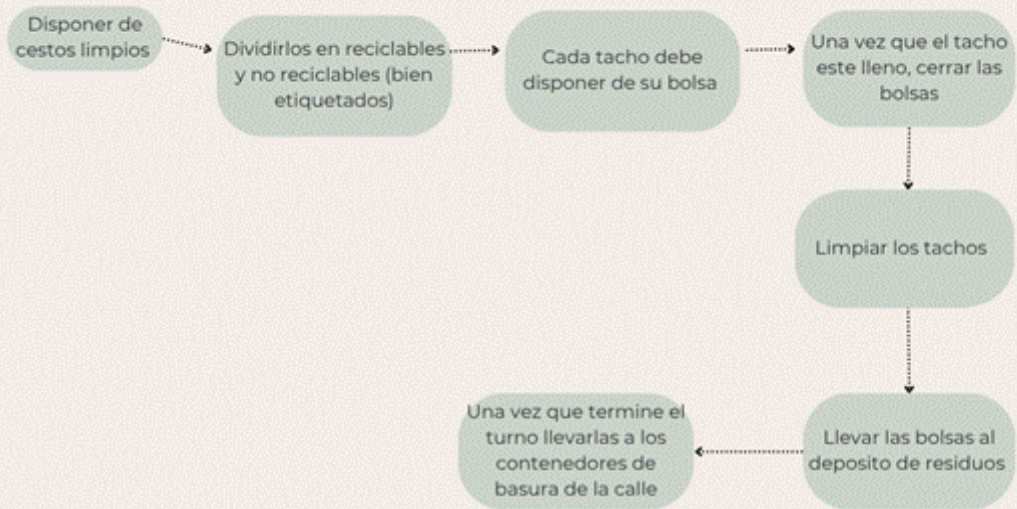 Disponer de
cestos limpios
Dividirlos en reciclables
y no reciclables (bien
etiquetados)
Cada tacho debe
disponer de su bolsa
Una vez que el tacho
este lleno, cerrar las
bolsas
Limpiar los tachos
Llevar las bolsas al
deposito de residuos
Una vez que termine el
turno llevarlas a los
contenedores de
basura de la calle